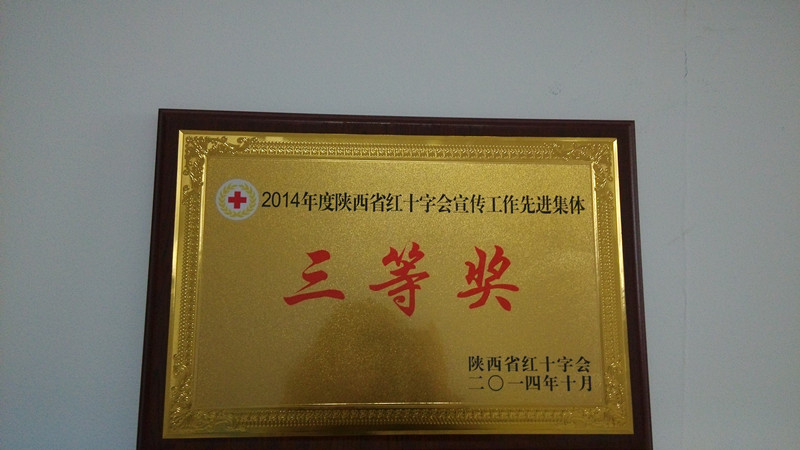 2014年度陕西省红十字会宣传工作先进集体
三等奖
陕西省红十字会
二〇一四年十月